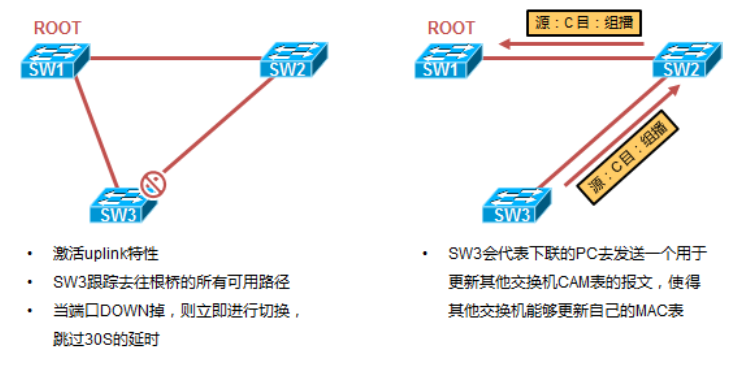 ROOT
SW1
SW2
SW3
• 激活uplink特性
• SW3跟踪去往根桥的所有可用路径
• 当端口DOWN掉，则立即进行切换，
跳过30S的延时
源：C目：组播
ROOT
SW1
SW2
源：C目：组播
SW3
• SW3会代表下联的PC去发送一个用于
更新其他交换机CAM表的报文，使得
其他交换机能够更新自己的MAC表